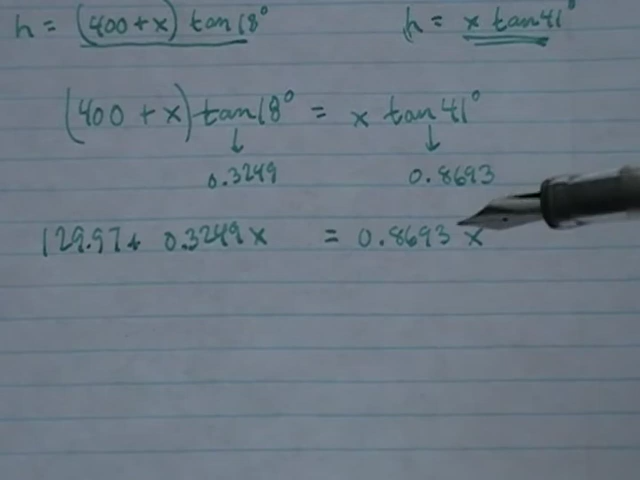 h = (400 + x) tan 18° h = x tan 41°
(400 + x) tan 18° = x tan 41°
↓ ↓
0.3249 0.8693
129.97 + 0.3249 x = 0.8693 x